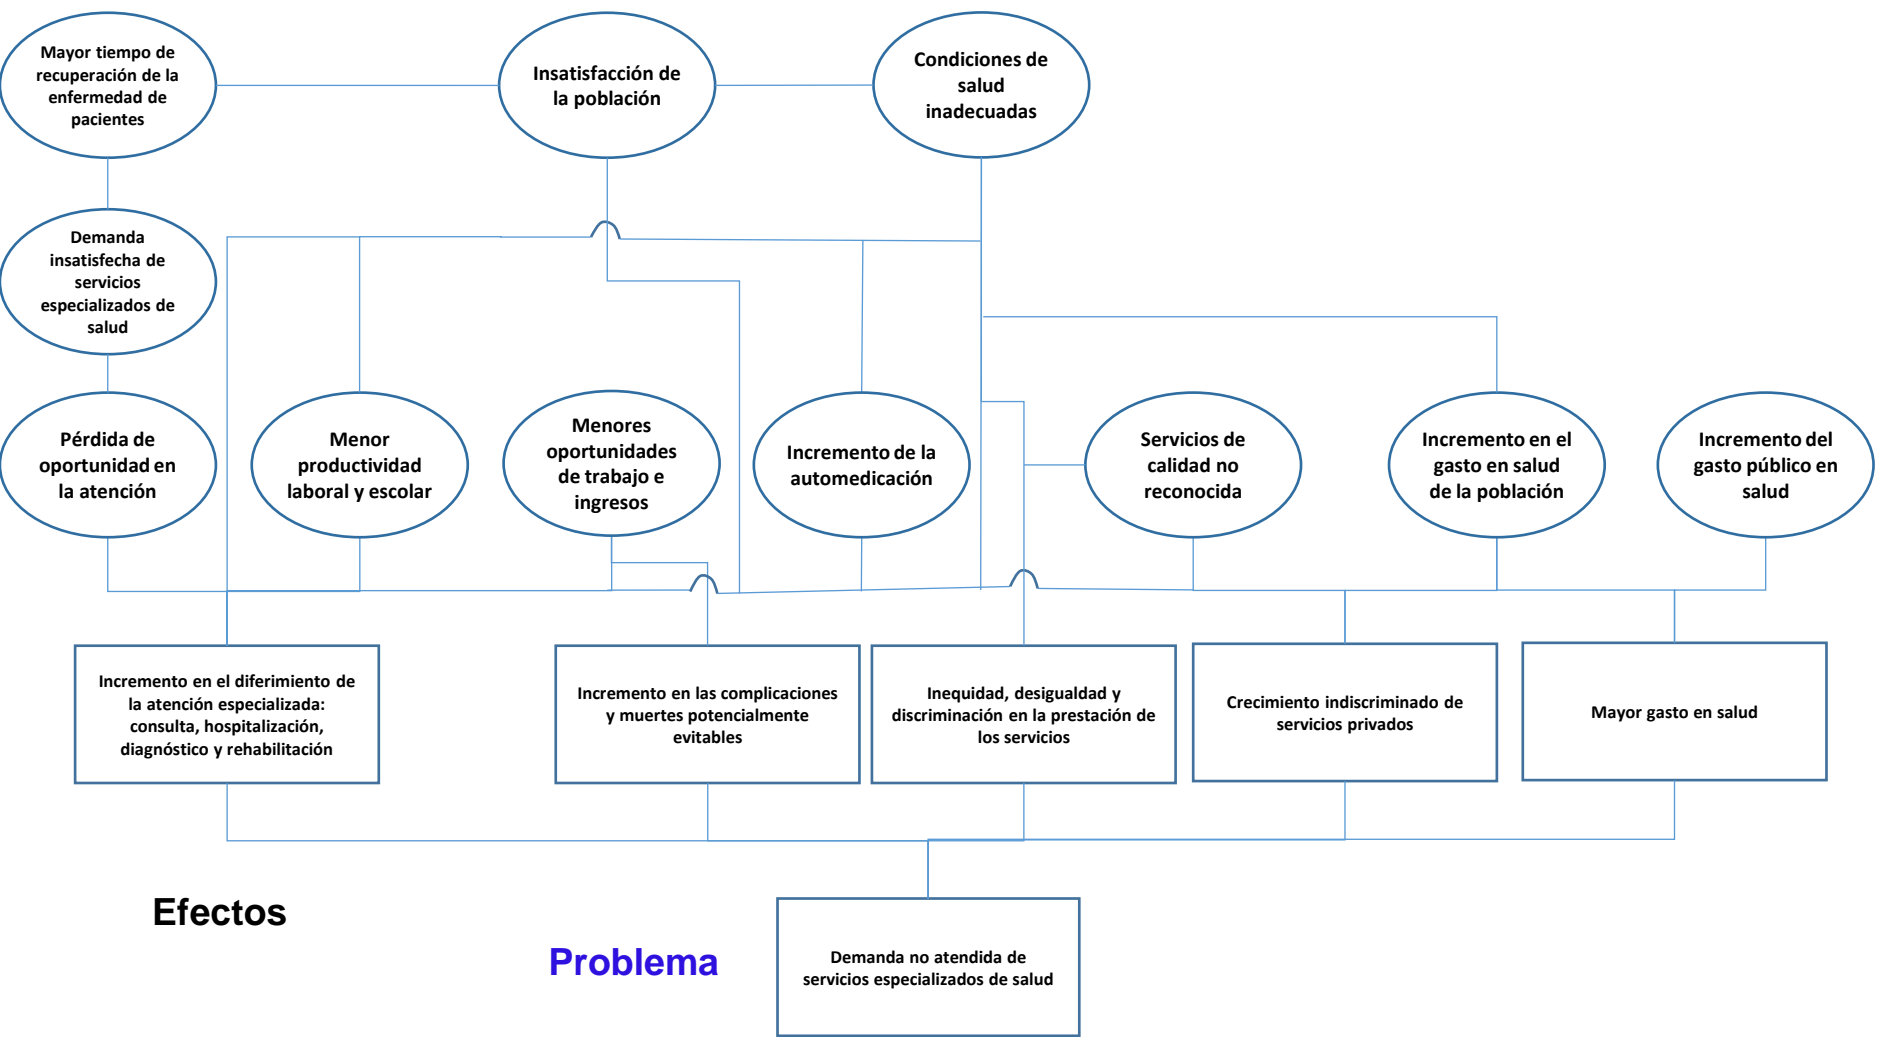 Mayor tiempo de
recuperación de la
enfermedad de
pacientes
Insatisfacción de
la población
Condiciones de
salud
inadecuadas
Demanda
insatisfecha de
servicios
especializados de
salud
Pérdida de
oportunidad en
la atención
Menor
productividad
laboral y escolar
Menores
oportunidades
de trabajo e
ingresos
Incremento de la
automedicación
Servicios de
calidad no
reconocida
Incremento en el
gasto en salud
de la población
Incremento del
gasto público en
salud
Incremento en el diferimiento de
la atención especializada:
consulta, hospitalización,
diagnóstico y rehabilitación
Incremento en las complicaciones
y muertes potencialmente
evitables
Inequidad, desigualdad y
discriminación en la prestación de
los servicios
Crecimiento indiscriminado de
servicios privados
Mayor gasto en salud
Efectos
Problema
Demanda no atendida de
servicios especializados de salud